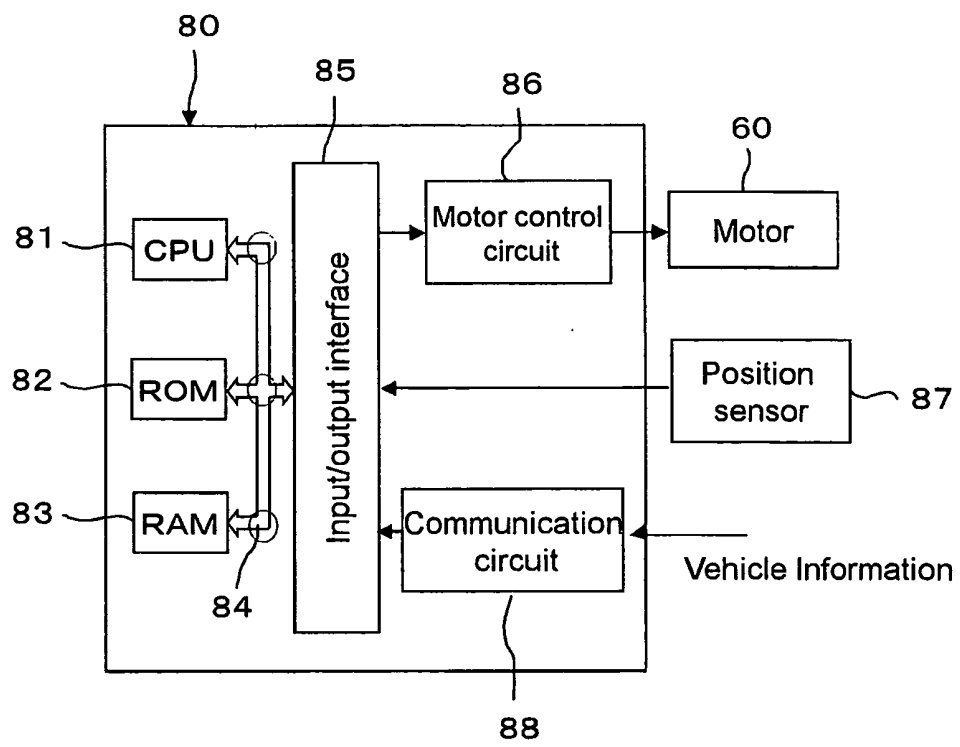 80
85
86
60
81
CPU
Motor control
circuit
Motor
82
ROM
Input/output interface
Position
sensor
87
83
RAM
Communication
circuit
84
Vehicle Information
88